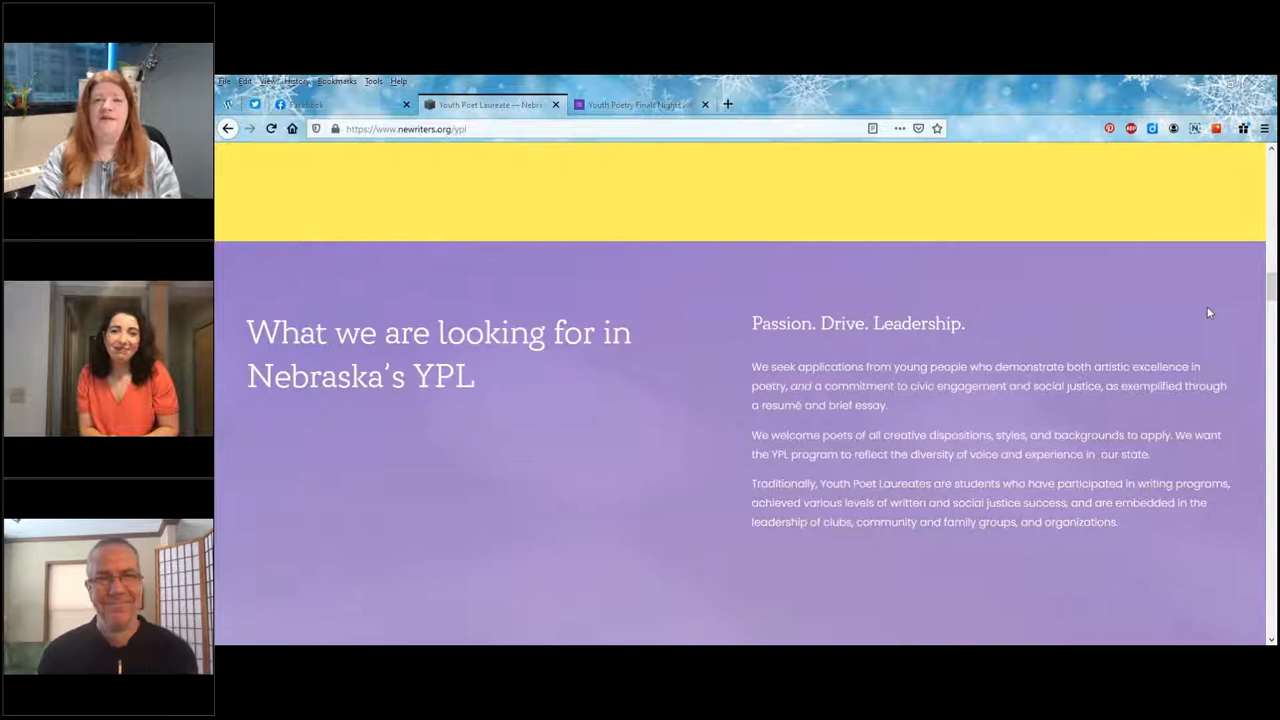 File Edit View History Bookmarks Tools Help
Facebook
Youth Poet Laureate — Nebra
Youth Poetry Finals Nights wi
https://www.newriters.org/ypl
What we are looking for in
Nebraska's YPL
Passion. Drive. Leadership.
We seek applications from young people who demonstrate both artistic excellence in
poetry, and a commitment to civic engagement and social justice, as exemplified through
a resumé and brief essay.
We welcome poets of all creative dispositions, styles, and backgrounds to apply. We want
the YPL program to reflect the diversity of voice and experience in our state.
Traditionally, Youth Poet Laureates are students who have participated in writing programs,
achieved various levels of written and social justice success, and are embedded in the
leadership of clubs, community and family groups, and organizations.